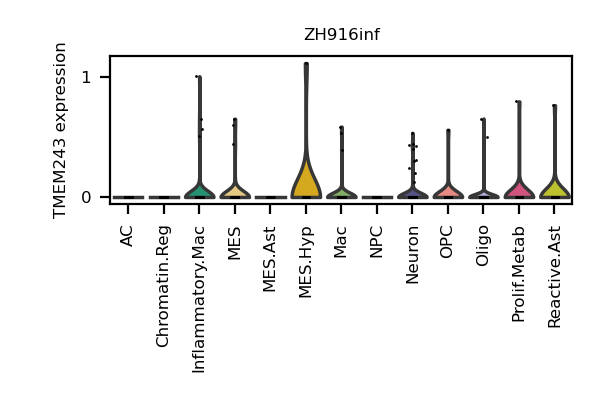 ZH916inf
TMEM243 expression
1
0
AC
Chromatin.Reg
Inflammatory.Mac
MES
MES.Ast
MES.Hyp
Mac
NPC
Neuron
OPC
Oligo
Prolif.Metab
Reactive.Ast